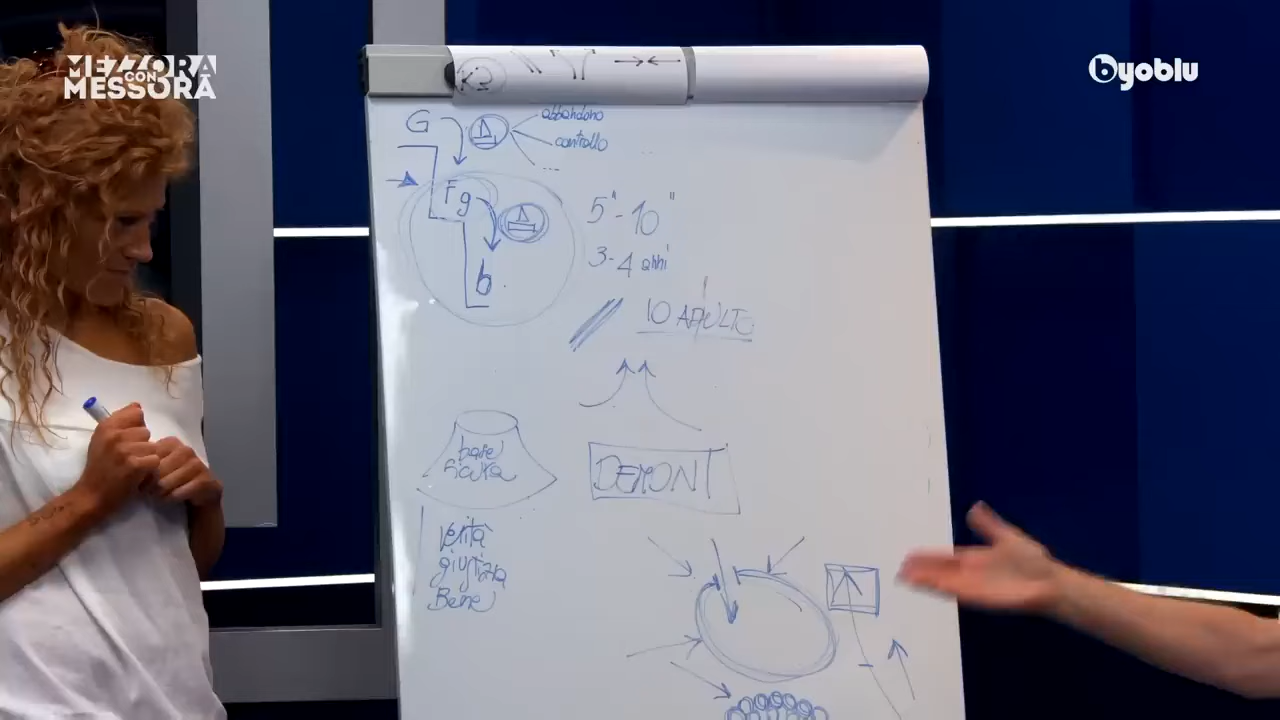 MEZZORA
CON
MESSORA
byoblu
G
abbandono
controllo
...
Fg
b
5" - 10"
3 - 4 anni
10 ADULTO
base
sicura
DEMONT
verità
giustizia
Bene